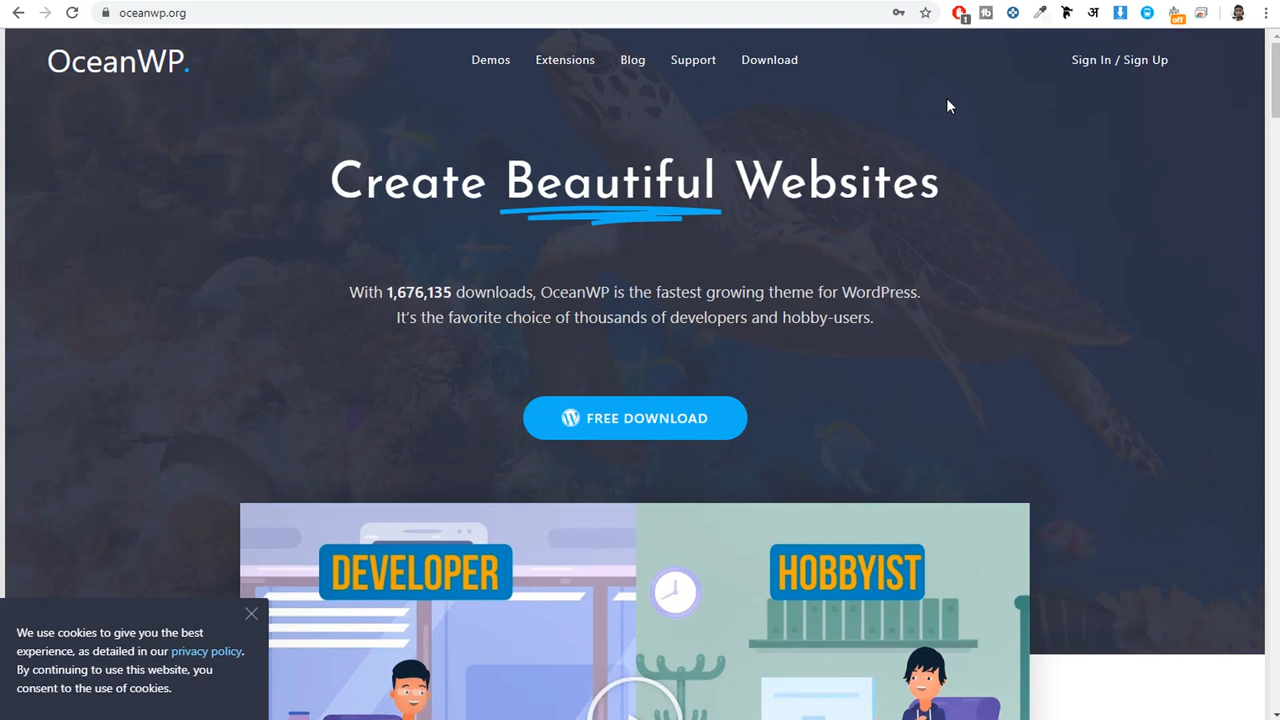 oceanwp.org
1
off
OceanWP.
Demos
Extensions
Blog
Support
Download
Sign In / Sign Up
Create Beautiful Websites
With 1,676,135 downloads, OceanWP is the fastest growing theme for WordPress.
It’s the favorite choice of thousands of developers and hobby-users.
FREE DOWNLOAD
DEVELOPER
HOBBYIST
We use cookies to give you the best
experience, as detailed in our privacy policy.
By continuing to use this website, you
consent to the use of cookies.